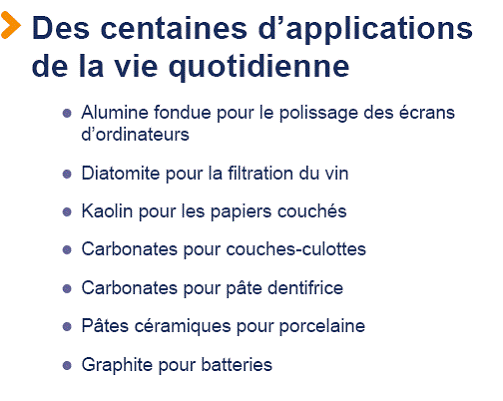 Des centaines d’applications
de la vie quotidienne
Alumine fondue pour le polissage des écrans
d’ordinateurs
Diatomite pour la filtration du vin
Kaolin pour les papiers couchés
Carbonates pour couches-culottes
Carbonates pour pâte dentifrice
Pâtes céramiques pour porcelaine
Graphite pour batteries